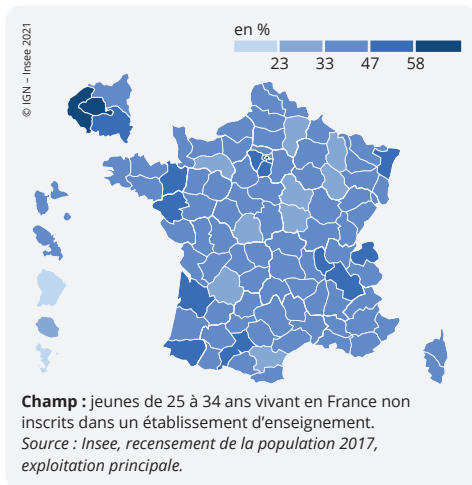 © IGN – Insee 2021
en %
23 33 47 58
Champ : jeunes de 25 à 34 ans vivant en France non
inscrits dans un établissement d’enseignement.
Source : Insee, recensement de la population 2017,
exploitation principale.